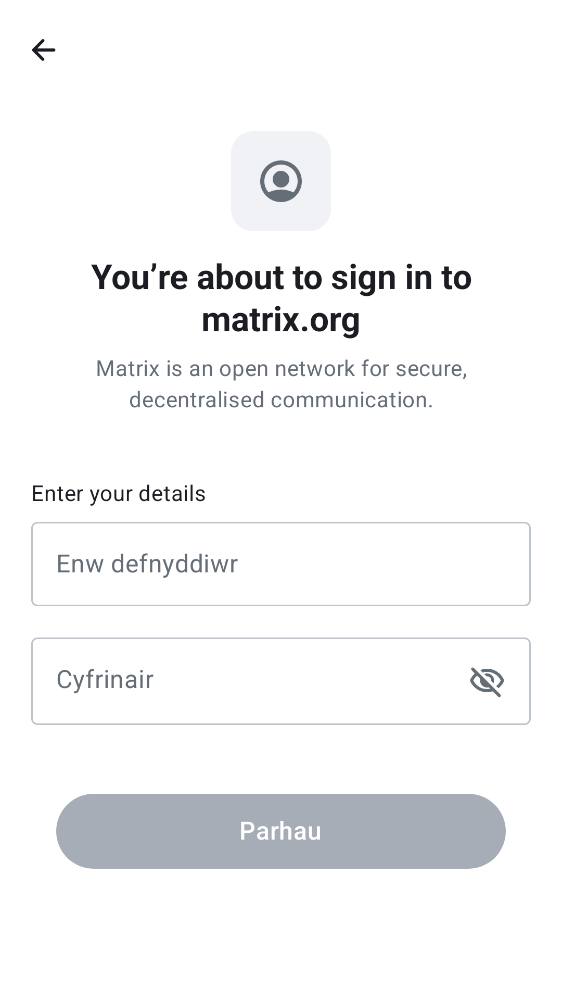 You’re about to sign in to
matrix.org
Matrix is an open network for secure,
decentralised communication.
Enter your details
Enw defnyddiwr
Cyfrinair
Parhau